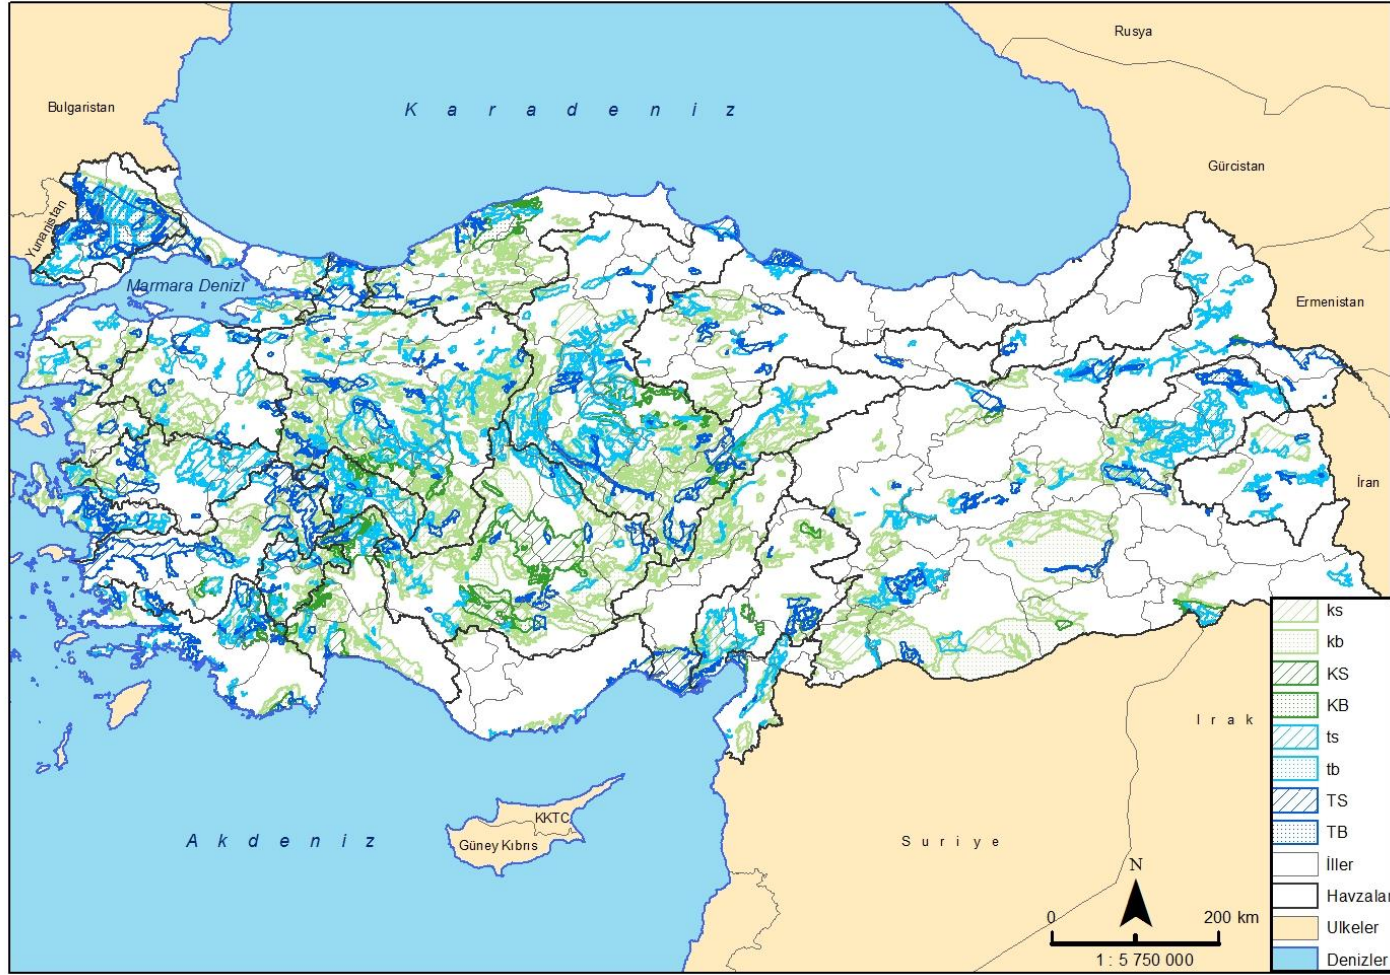 Rusya
Bulgaristan
K a r a d e n i z
Gürcistan
Yunanistan
Marmara Denizi
Ermenistan
İran
ks
kb
KS
KB
ts
tb
TS
TB
İller
Havzalar
Ulkeler
Denizler
I r a k
S u r i y e
A k d e n i z
KKTC
Güney Kıbrıs
N
0 200 km
1 : 5 750 000